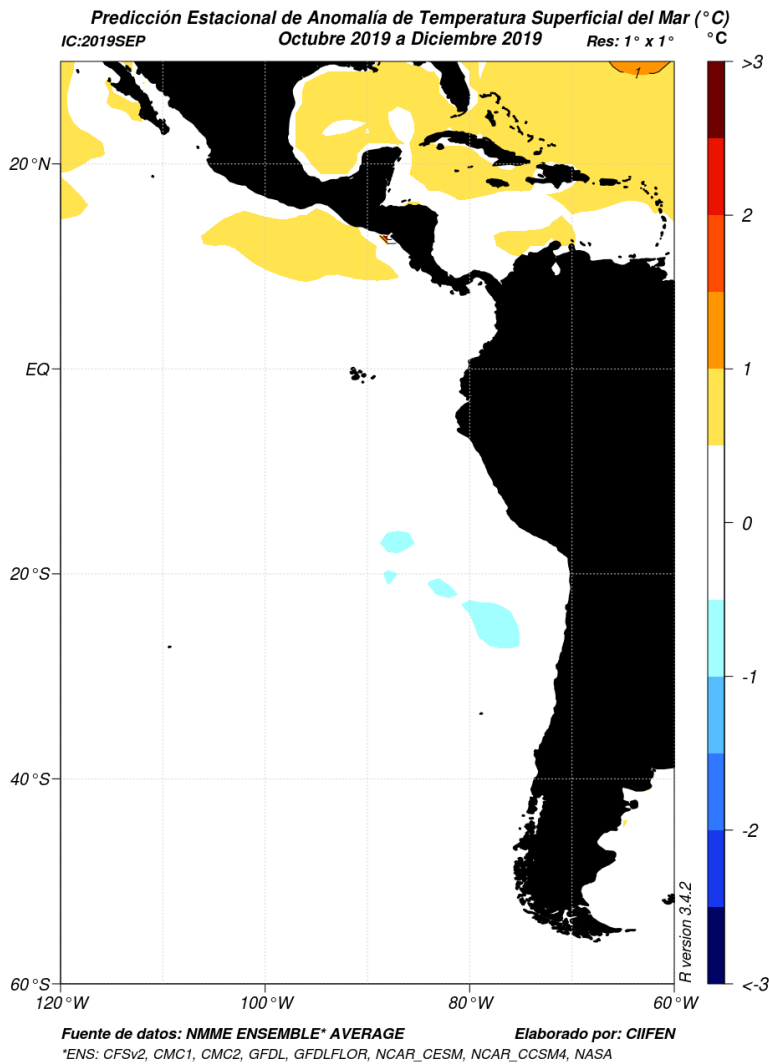 Predicción Estacional de Anomalía de Temperatura Superficial del Mar (°C)
IC:2019SEP Octubre 2019 a Diciembre 2019 Res: 1° x 1° °C
>3
1
20°N
2
EQ
1
0
20°S
-1
40°S
-2
R version 3.4.2
60°S
<-3
120°W 100°W 80°W 60°W
Fuente de datos: NMME ENSEMBLE* AVERAGE Elaborado por: CIIFEN
*ENS: CFSv2, CMC1, CMC2, GFDL, GFDLFLOR, NCAR_CESM, NCAR_CCSM4, NASA